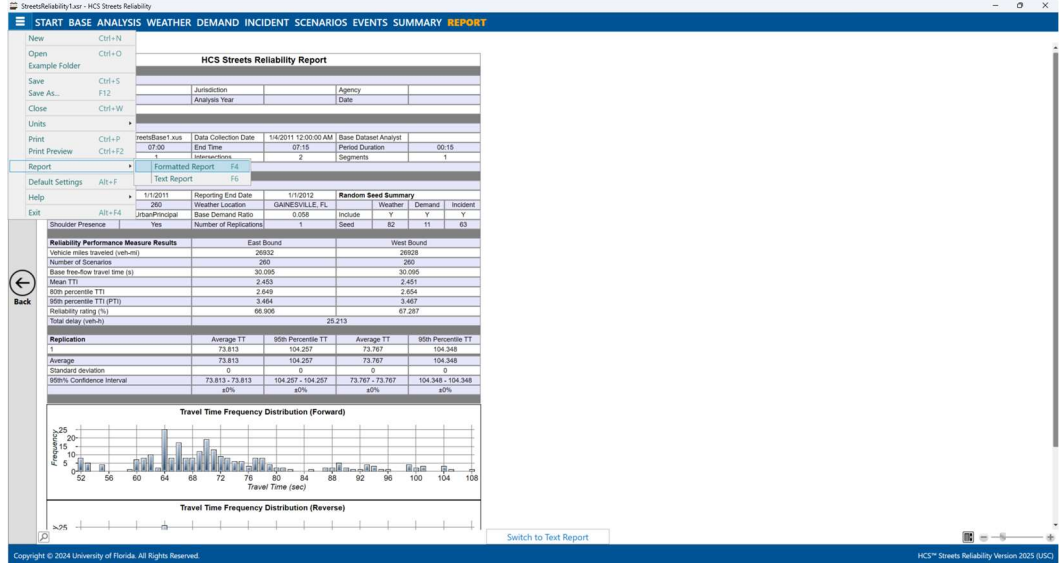 StreetsReliability1.xsr - HCS Streets Reliability
START BASE ANALYSIS WEATHER DEMAND INCIDENT SCENARIOS EVENTS SUMMARY REPORT
New Ctrl+N
Open Ctrl+O
Example Folder
Save Ctrl+S
Save As... F12
Close Ctrl+W
Units
Print Ctrl+P
Print Preview Ctrl+F2
Report
Formatted Report F4
Text Report F6
Default Settings Alt+F
Help
Exit Alt+F4
HCS Streets Reliability Report
Jurisdiction Agency
Analysis Year Date
reetsBase1.xus Data Collection Date 1/4/2011 12:00:00 AM Base Dataset Analyst
07:00 End Time 07:15 Period Duration 00:15
1 Intersections 2 Segments 1
1/1/2011 Reporting End Date 1/1/2012 Random Seed Summary
260 Weather Location GAINESVILLE, FL Weather Demand Incident
UrbanPrincipal Base Demand Ratio 0.058 Include Y Y Y
Shoulder Presence Yes Number of Replications 1 Seed 82 11 63
Reliability Performance Measure Results East Bound West Bound
Vehicle miles traveled (veh-mi) 26932 26928
Number of Scenarios 260 260
Base free-flow travel time (s) 30.095 30.095
Mean TTI 2.453 2.451
80th percentile TTI 2.649 2.654
95th percentile TTI (PTI) 3.464 3.467
Reliability rating (%) 66.906 67.287
Total delay (veh-h) 25.213
Replication Average TT 95th Percentile TT Average TT 95th Percentile TT
1 73.813 104.257 73.767 104.348
Average 73.813 104.257 73.767 104.348
Standard deviation 0 0 0 0
95th% Confidence Interval 73.813 - 73.813 104.257 - 104.257 73.767 - 73.767 104.348 - 104.348
±0% ±0% ±0% ±0%
Back
Travel Time Frequency Distribution (Forward)
Frequency
25
20
15
10
5
0
52 56 60 64 68 72 76 80 84 88 92 96 100 104 108
Travel Time (sec)
Travel Time Frequency Distribution (Reverse)
25
Switch to Text Report
Copyright © 2024 University of Florida. All Rights Reserved.
HCS™ Streets Reliability Version 2025 (USC)